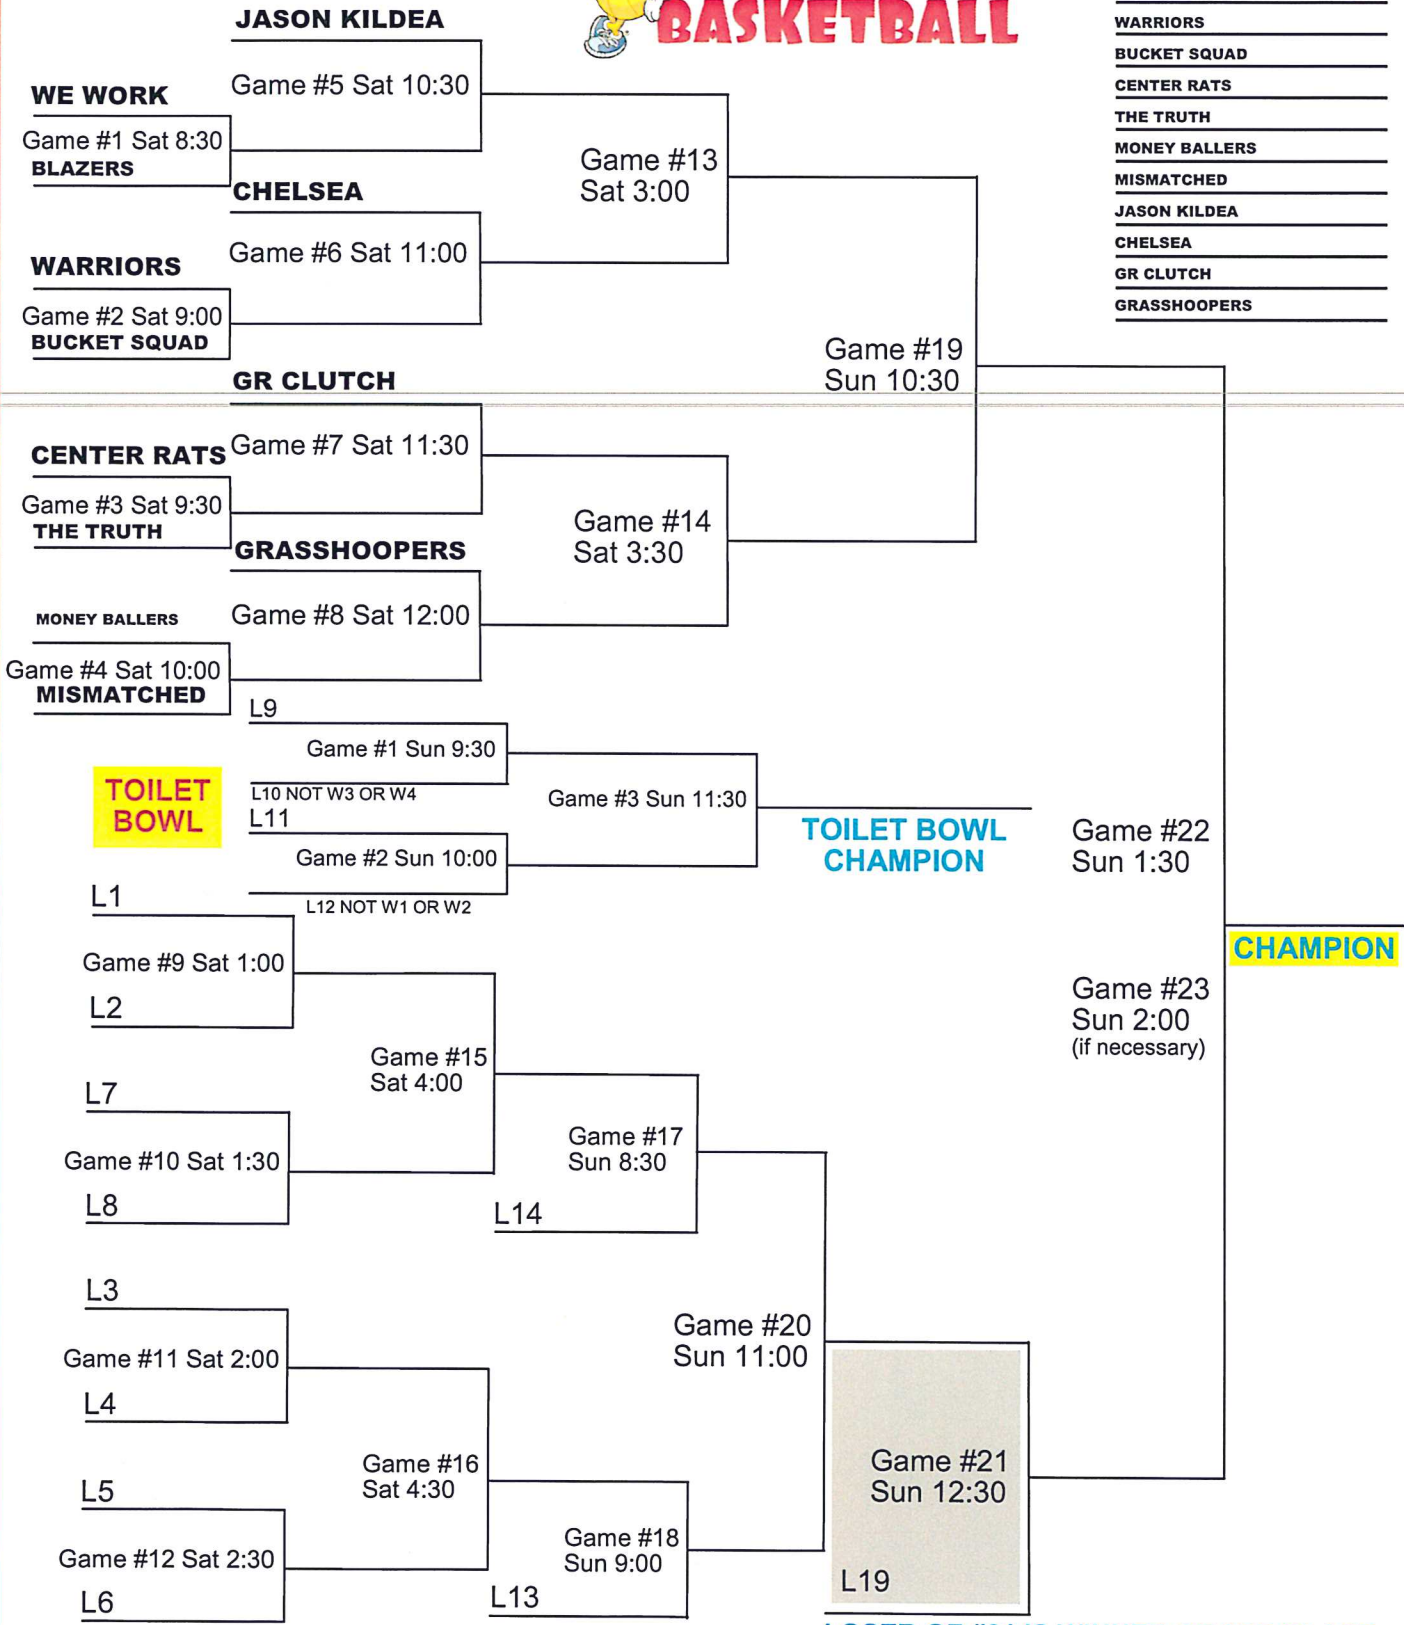 BASKETBALL
WARRIORS
BUCKET SQUAD
CENTER RATS
THE TRUTH
MONEY BALLERS
MISMATCHED
JASON KILDEA
CHELSEA
GR CLUTCH
GRASSHOOPERS
JASON KILDEA
Game #5 Sat 10:30
WE WORK
Game #1 Sat 8:30
BLAZERS
Game #13
Sat 3:00
CHELSEA
Game #6 Sat 11:00
WARRIORS
Game #2 Sat 9:00
BUCKET SQUAD
Game #19
Sun 10:30
GR CLUTCH
Game #7 Sat 11:30
CENTER RATS
Game #3 Sat 9:30
THE TRUTH
Game #14
Sat 3:30
GRASSHOOPERS
Game #8 Sat 12:00
MONEY BALLERS
Game #4 Sat 10:00
MISMATCHED
L9
Game #1 Sun 9:30
L10 NOT W3 OR W4
TOILET
BOWL
L11
Game #2 Sun 10:00
L12 NOT W1 OR W2
Game #3 Sun 11:30
TOILET BOWL
CHAMPION
Game #22
Sun 1:30
CHAMPION
Game #23
Sun 2:00
(if necessary)
L1
Game #9 Sat 1:00
L2
Game #15
Sat 4:00
L7
Game #10 Sat 1:30
L8
Game #17
Sun 8:30
L14
L3
Game #11 Sat 2:00
L4
Game #20
Sun 11:00
Game #16
Sat 4:30
L5
Game #12 Sat 2:30
L6
Game #18
Sun 9:00
L13
Game #21
Sun 12:30
L19